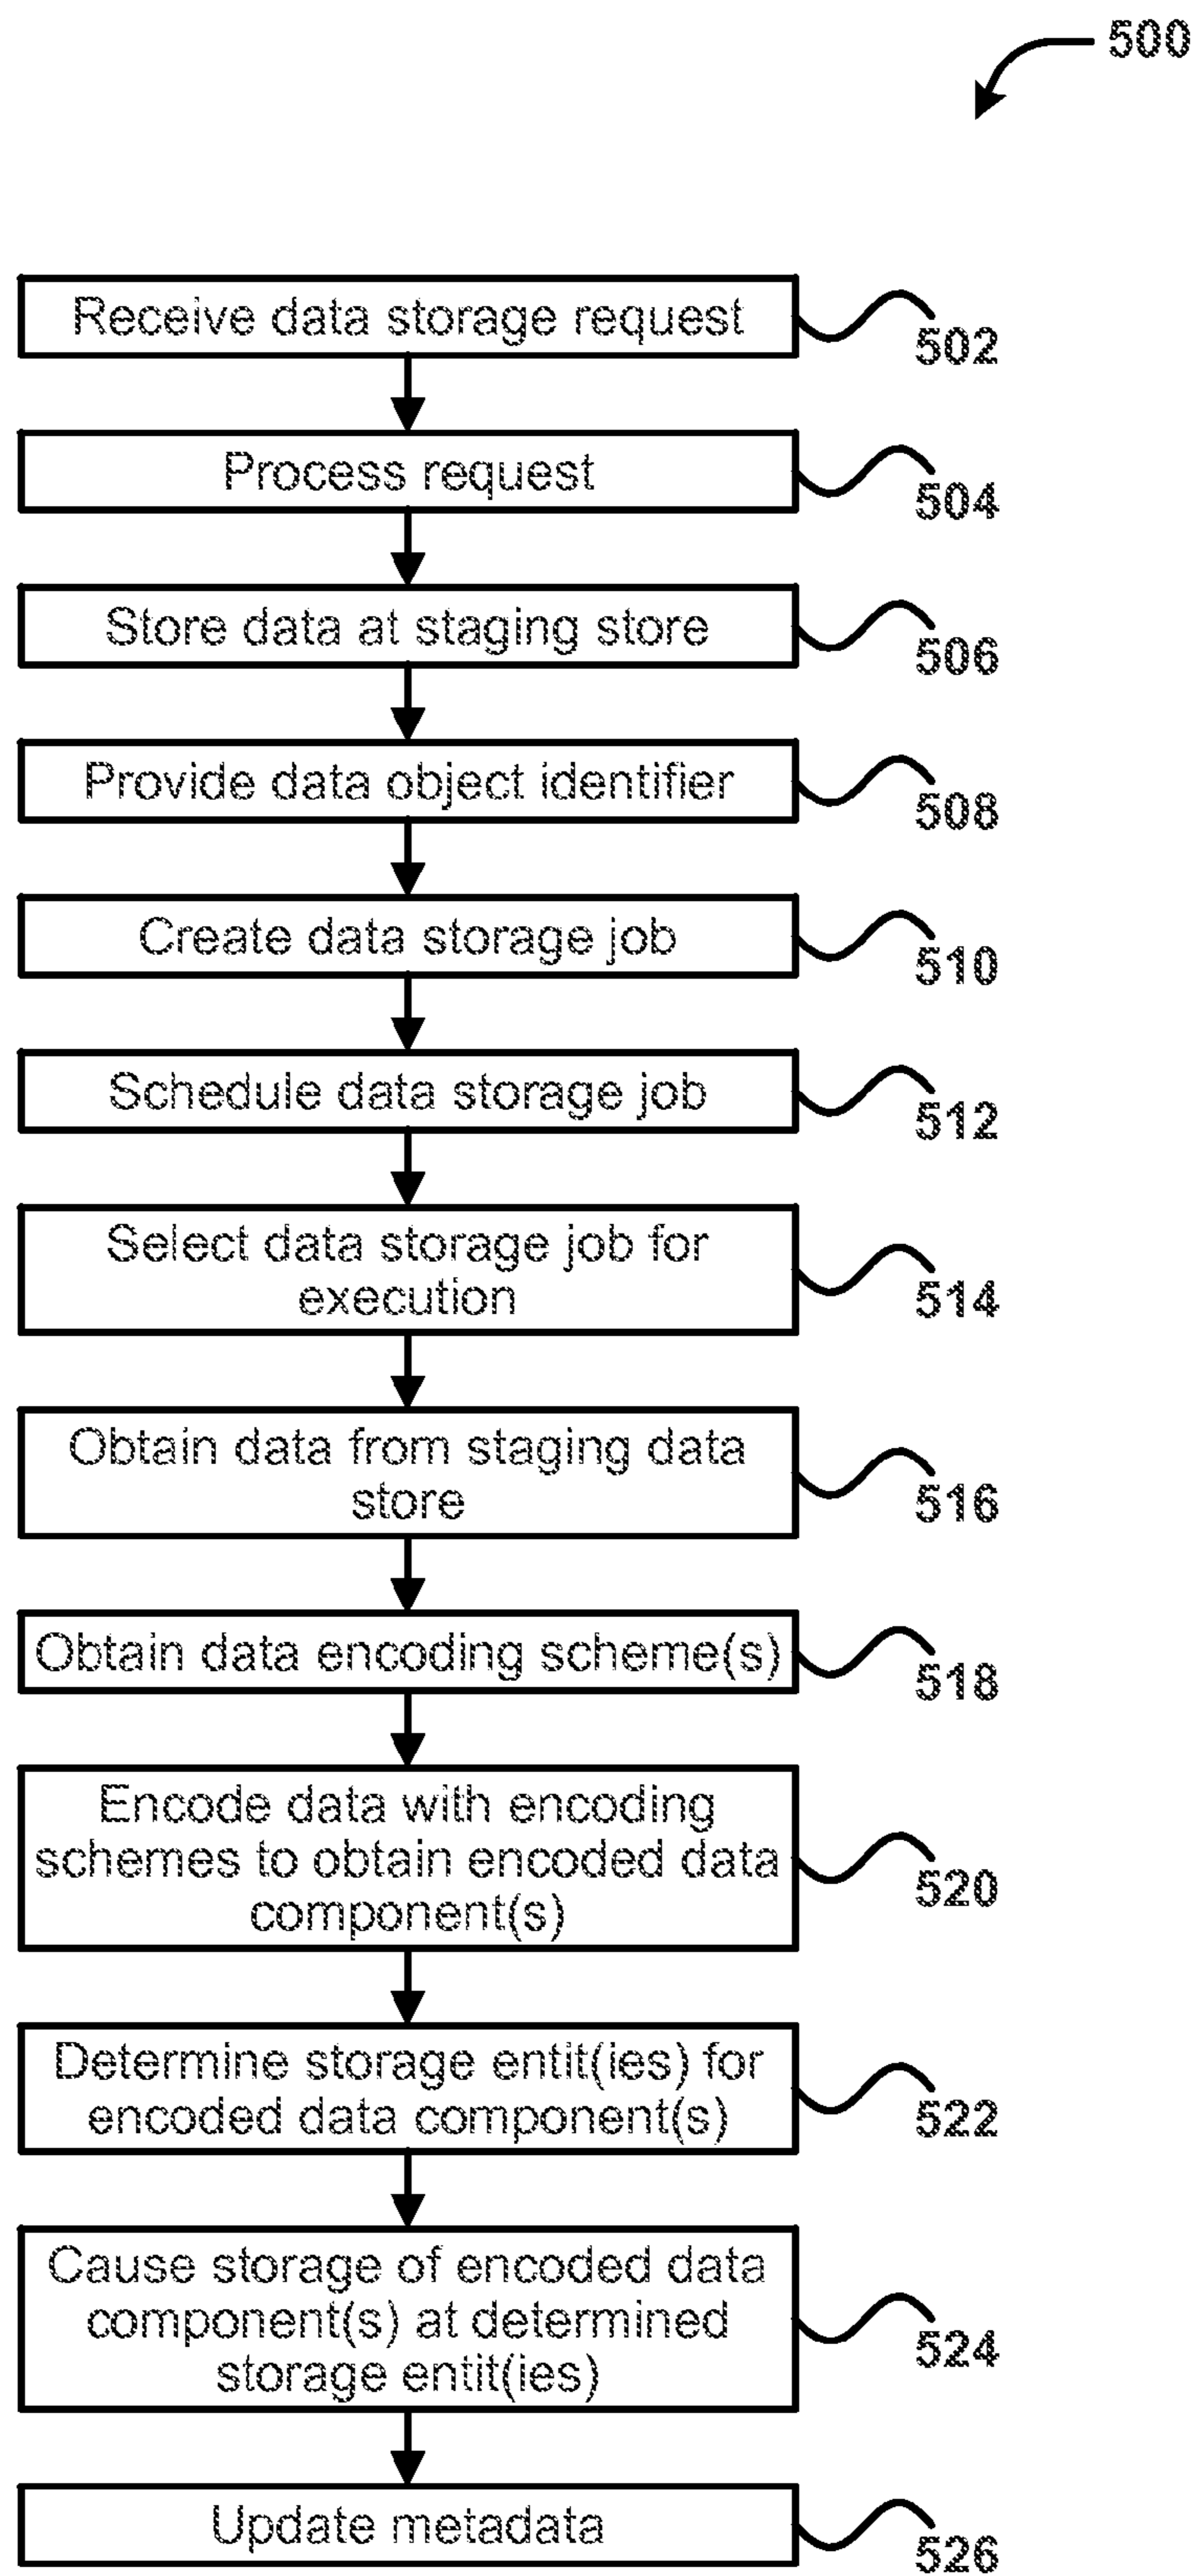 500
Receive data storage request
502
Process request
504
Store data at staging store
506
Provide data object identifier
508
Create data storage job
510
Schedule data storage job
512
Select data storage job for
execution
514
Obtain data from staging data
store
516
Obtain data encoding scheme(s)
518
Encode data with encoding
schemes to obtain encoded data
component(s)
520
Determine storage entit(ies) for
encoded data component(s)
522
Cause storage of encoded data
component(s) at determined
storage entit(ies)
524
Update metadata
526